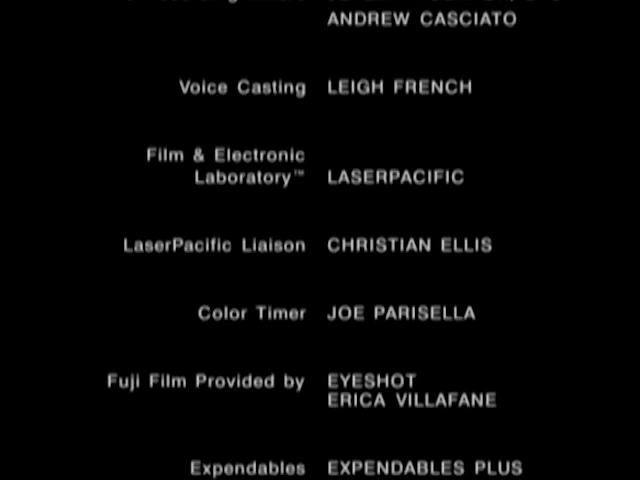 ANDREW CASCIATO
Voice Casting LEIGH FRENCH
Film & Electronic
Laboratory™ LASERPACIFIC
LaserPacific Liaison CHRISTIAN ELLIS
Color Timer JOE PARISELLA
Fuji Film Provided by EYESHOT
ERICA VILLAFANE
Expendables EXPENDABLES PLUS